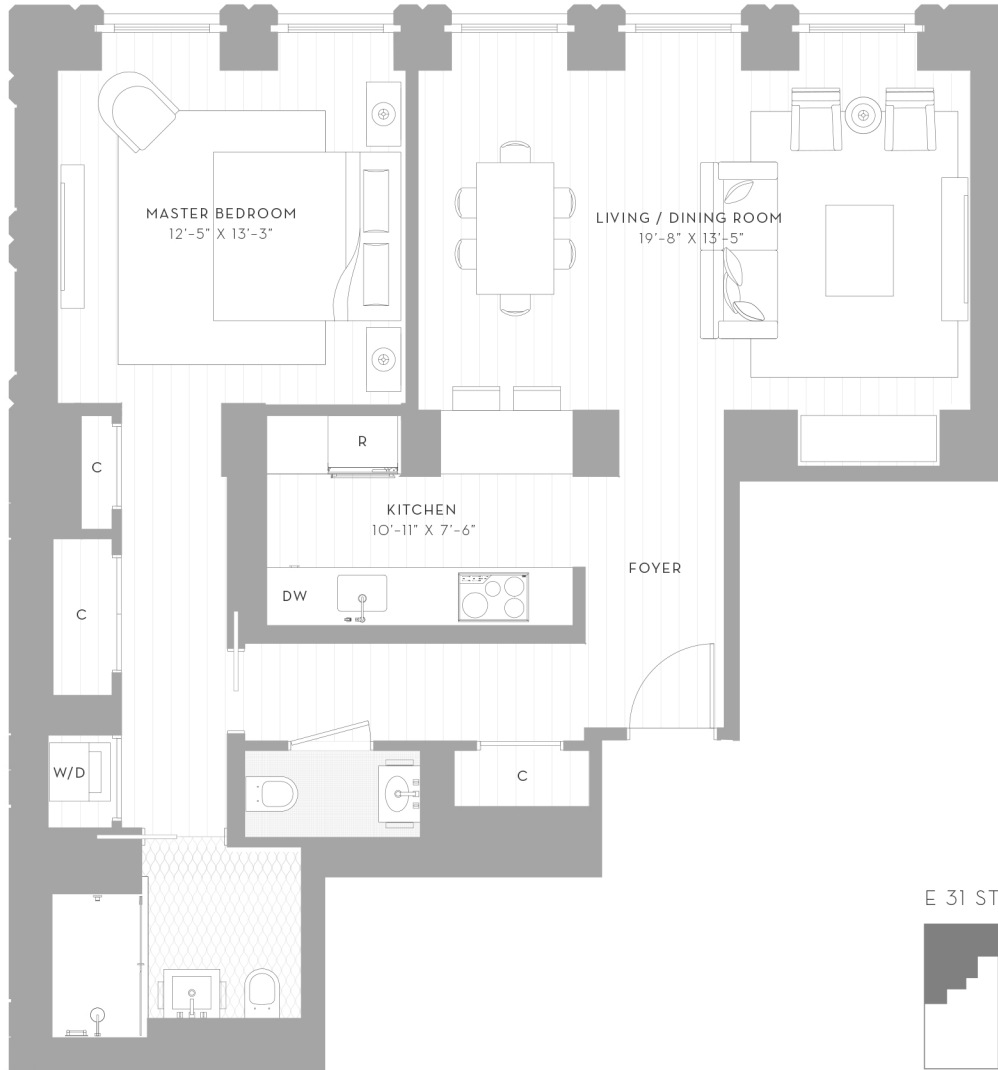 MASTER BEDROOM
12'-5" X 13'-3"
LIVING / DINING ROOM
19'-8" X 13'-5"
R
C
KITCHEN
10'-11" X 7'-6"
FOYER
DW
C
W/D
C
E 31 ST